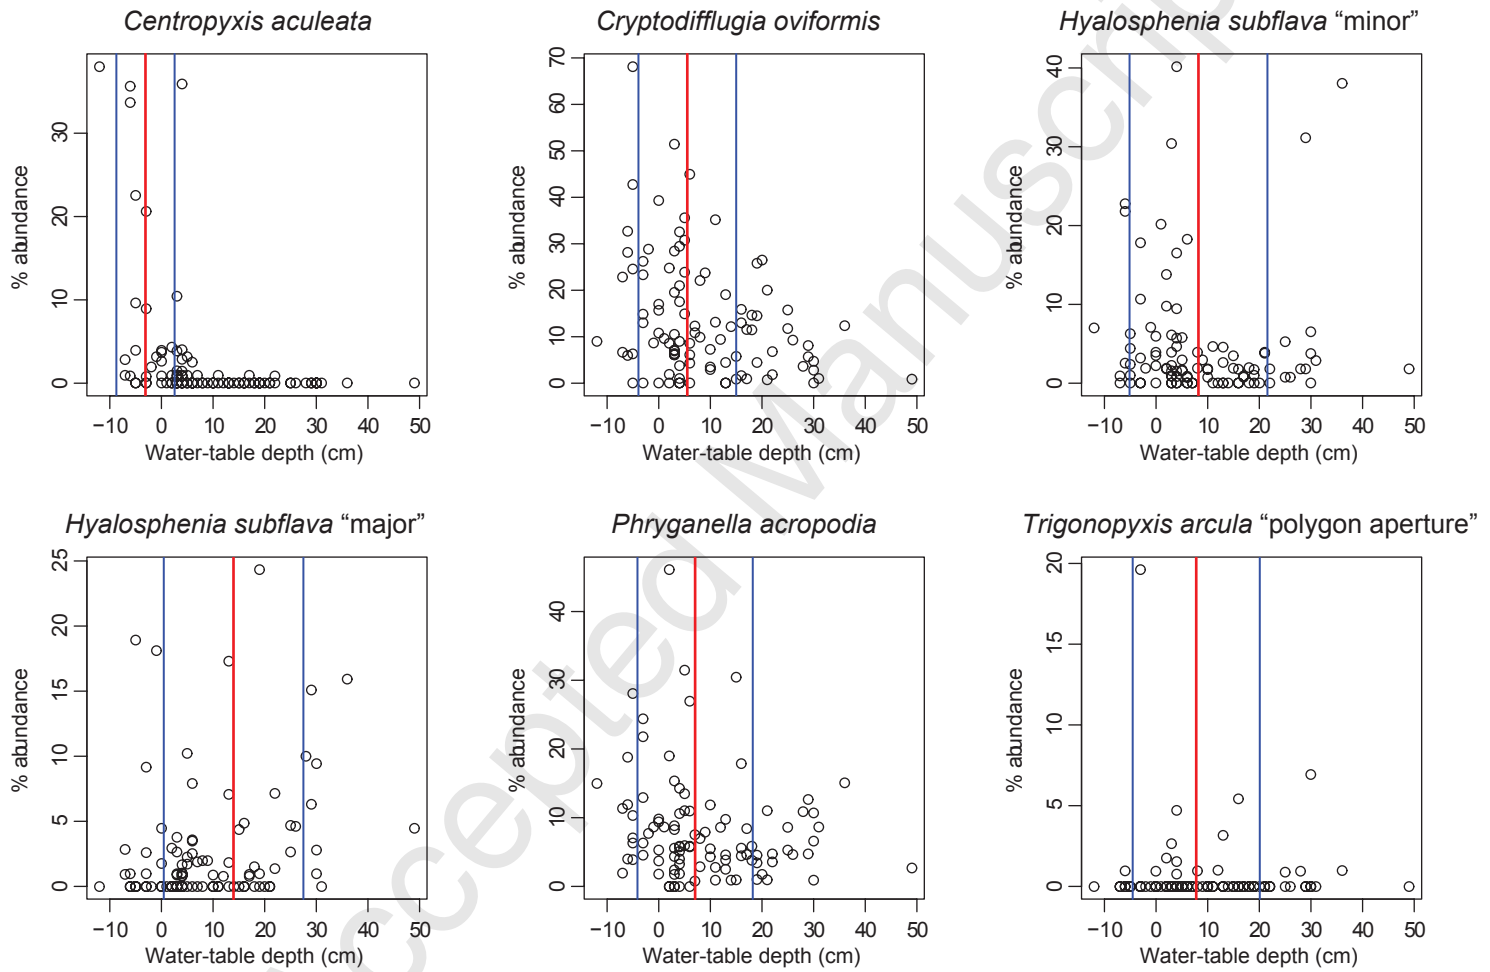 Centropyxis aculeata
Cryptodifflugia oviformis
Hyalosphenia subflava “minor”
% abundance
0 10 20 30
−10 0 10 20 30 40 50
Water-table depth (cm)
% abundance
0 10 20 30 40 50 60 70
−10 0 10 20 30 40 50
Water-table depth (cm)
% abundance
0 10 20 30 40
−10 0 10 20 30 40 50
Water-table depth (cm)
Hyalosphenia subflava “major”
Phryganella acropodia
Trigonopyxis arcula “polygon aperture”
% abundance
0 5 10 15 20 25
−10 0 10 20 30 40 50
Water-table depth (cm)
% abundance
0 10 20 30 40
−10 0 10 20 30 40 50
Water-table depth (cm)
% abundance
0 5 10 15 20
−10 0 10 20 30 40 50
Water-table depth (cm)
Accepted Manuscript